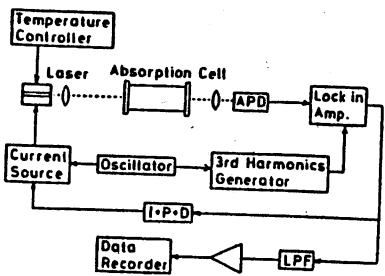 Temperature
Controller
Laser
Absorption Cell
APD
Lock in
Amp.
Current
Source
Oscillator
3rd Harmonics
Generator
I+P+D
Data
Recorder
LPF